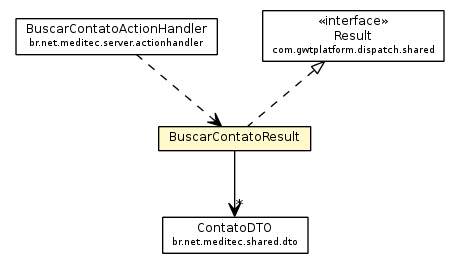 BuscarContatoActionHandler
br.net.meditec.server.actionhandler
«interface»
Result
com.gwtplatform.dispatch.shared
BuscarContatoResult
*
ContatoDTO
br.net.meditec.shared.dto